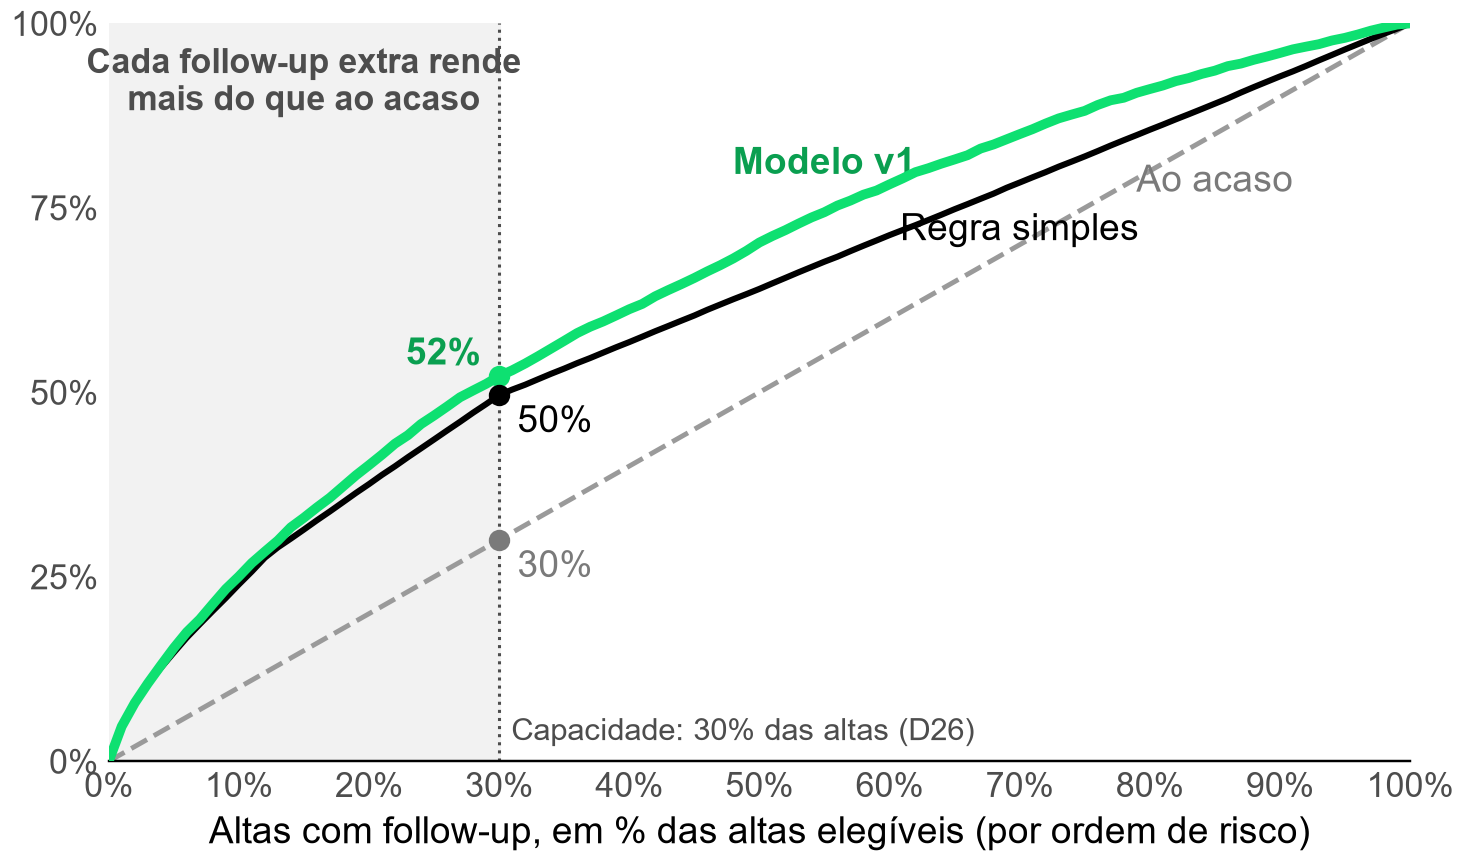 100%
Cada follow-up extra rende
mais do que ao acaso
Modelo v1
Ao acaso
75%
Regra simples
52%
50%
50%
30%
25%
Capacidade: 30% das altas (D26)
0%
0% 10% 20% 30% 40% 50% 60% 70% 80% 90% 100%
Altas com follow-up, em % das altas elegíveis (por ordem de risco)